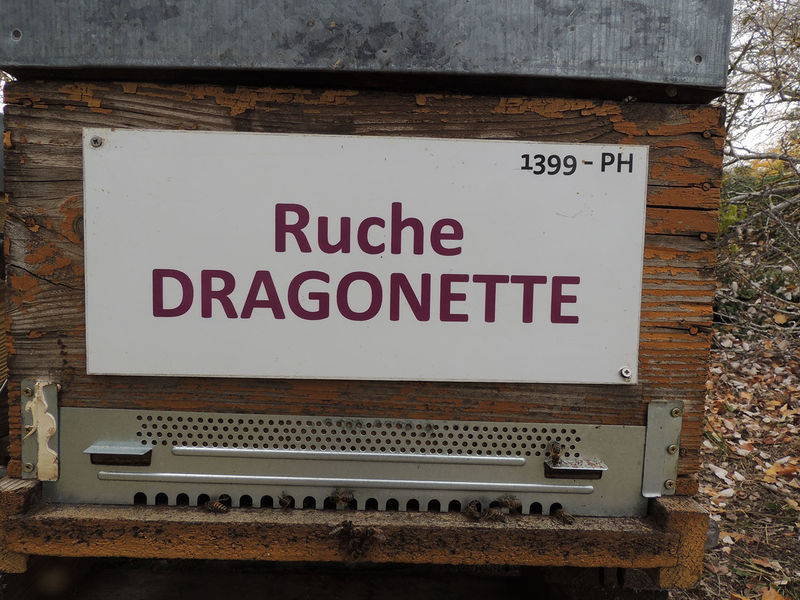 1399 - PH
Ruche
DRAGONETTE